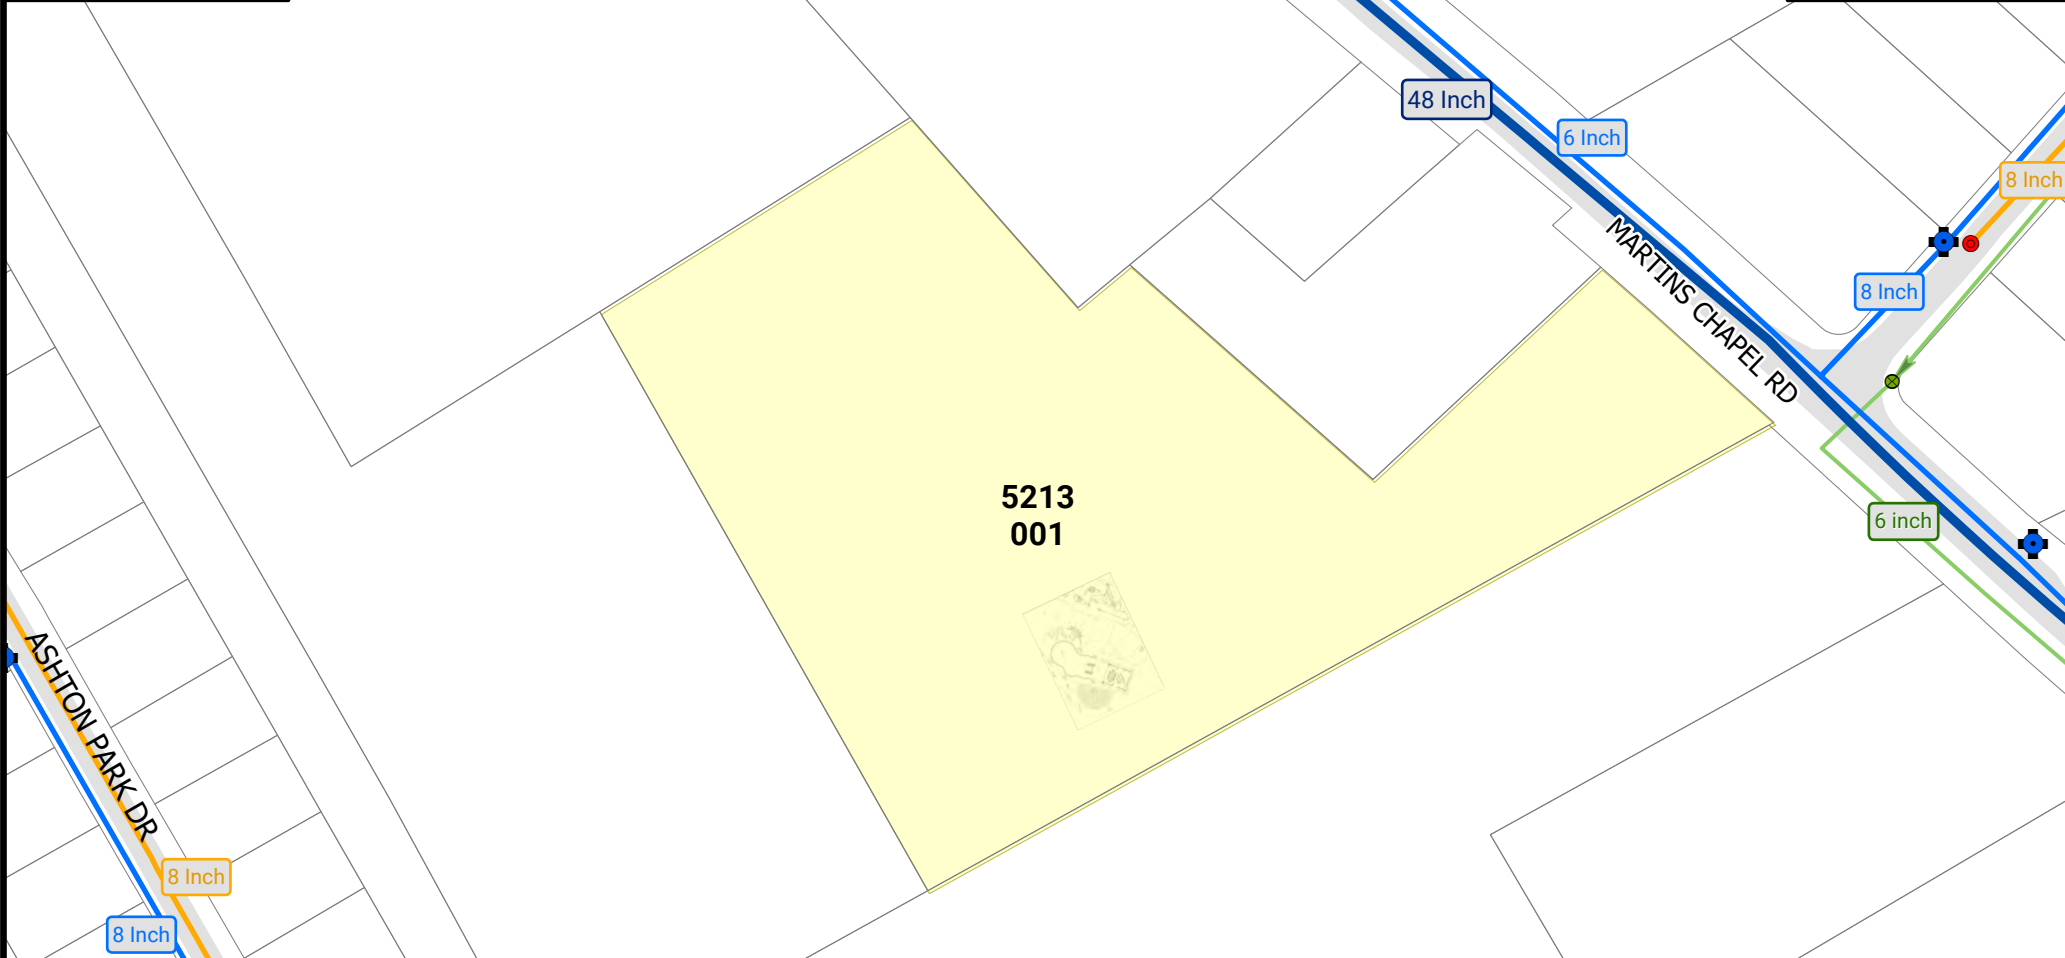 48 Inch
6 Inch
8 Inch
MARTINS CHAPEL RD
8 Inch
5213
001
6 inch
ASHTON PARK DR
8 Inch
8 Inch